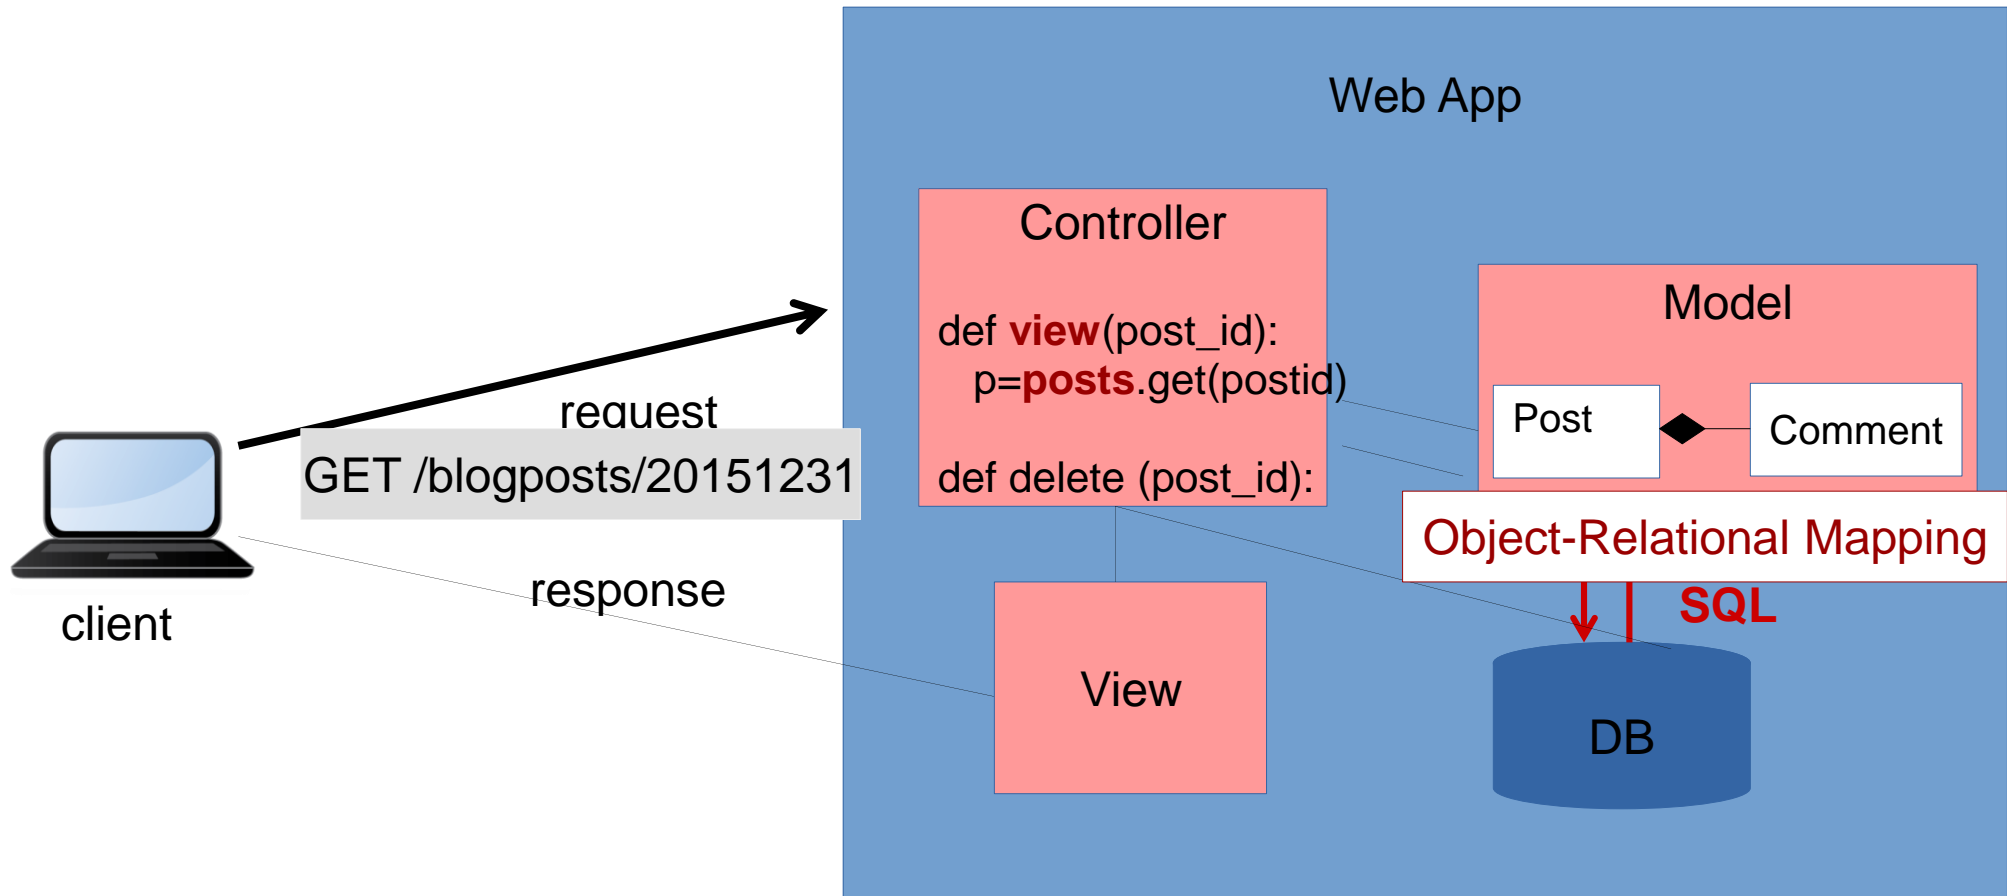 Web App
Controller
def view(post_id):
p=posts.get(postid)
def delete (post_id):
Model
Post
Comment
Object-Relational Mapping
SQL
DB
View
request
GET /blogposts/20151231
response
client